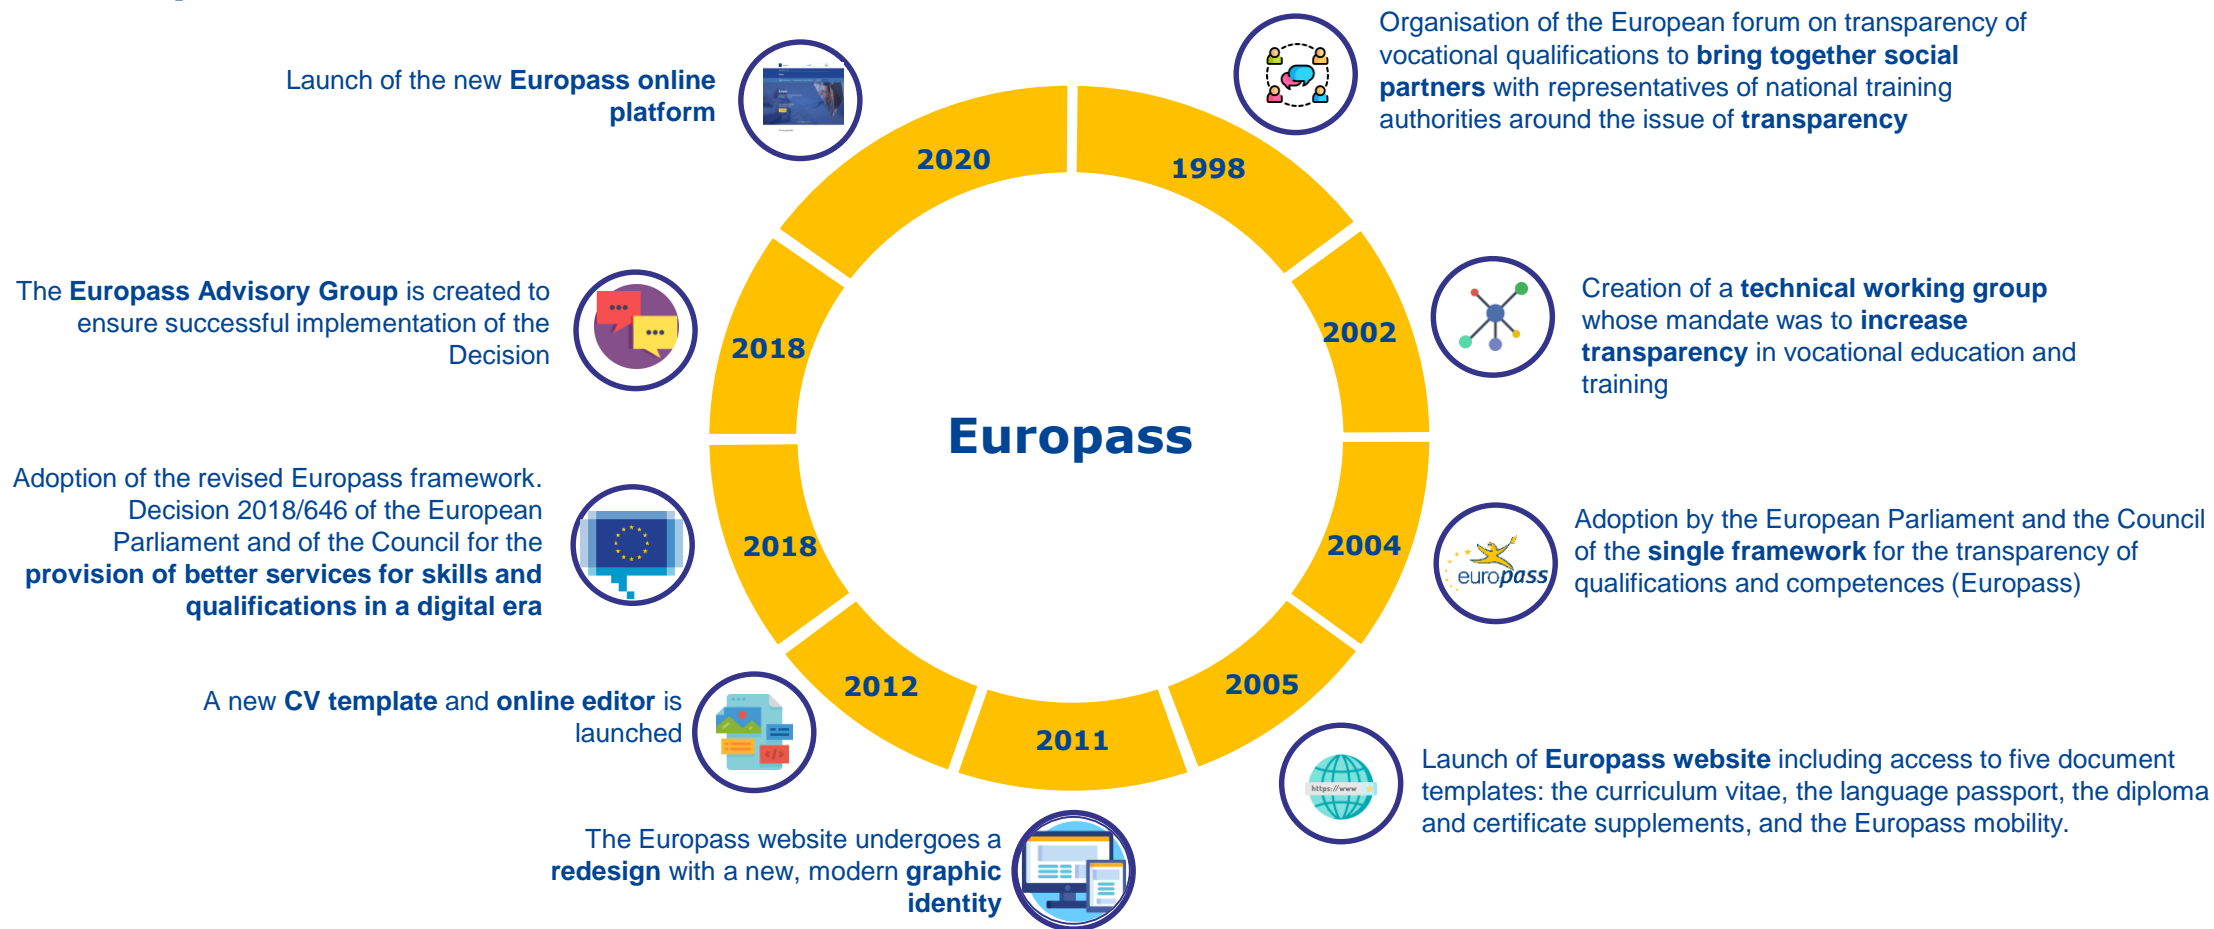 Organisation of the European forum on transparency of
vocational qualifications to bring together social
partners with representatives of national training
authorities around the issue of transparency
1998
Creation of a technical working group
whose mandate was to increase
transparency in vocational education and
training
2002
Adoption by the European Parliament and the Council
of the single framework for the transparency of
qualifications and competences (Europass)
2004
europass
Launch of Europass website including access to five document
templates: the curriculum vitae, the language passport, the diploma
and certificate supplements, and the Europass mobility.
2005
https://www
The Europass website undergoes a
redesign with a new, modern graphic
identity
2011
A new CV template and online editor is
launched
2012
Adoption of the revised Europass framework.
Decision 2018/646 of the European
Parliament and of the Council for the
provision of better services for skills and
qualifications in a digital era
2018
The Europass Advisory Group is created to
ensure successful implementation of the
Decision
2018
Launch of the new Europass online
platform
2020
Europass